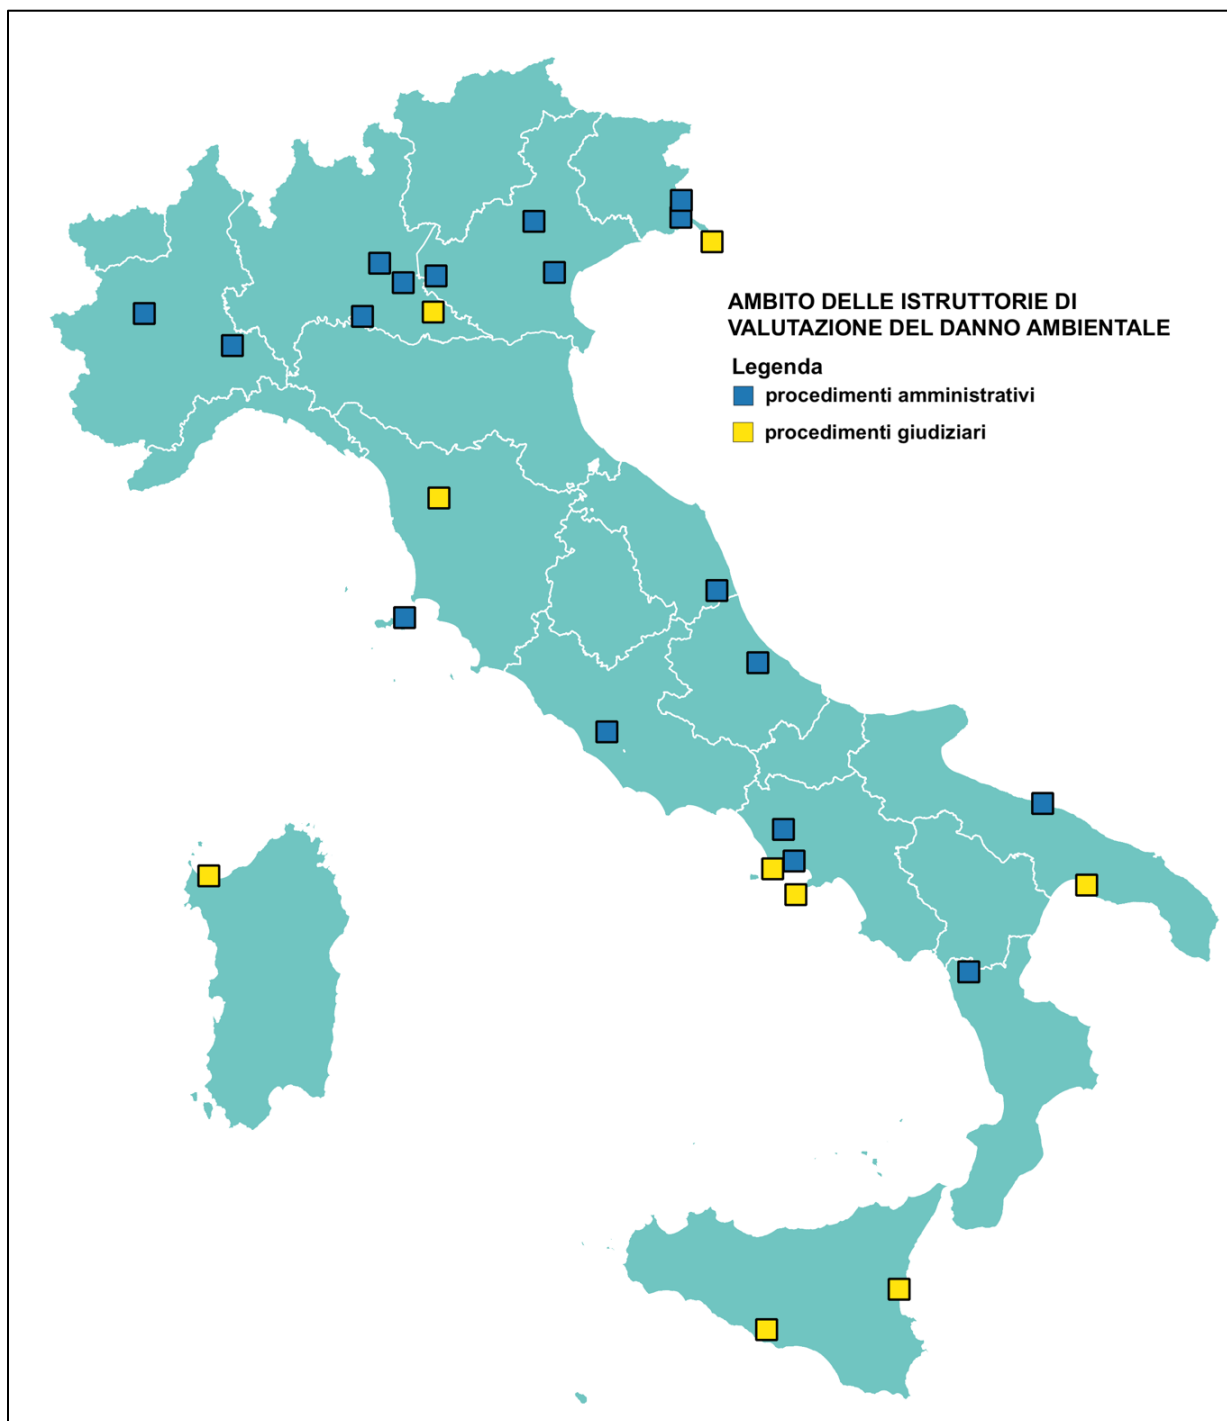 AMBITO DELLE ISTRUTTORIE DI
VALUTAZIONE DEL DANNO AMBIENTALE
Legenda
procedimenti amministrativi
procedimenti giudiziari